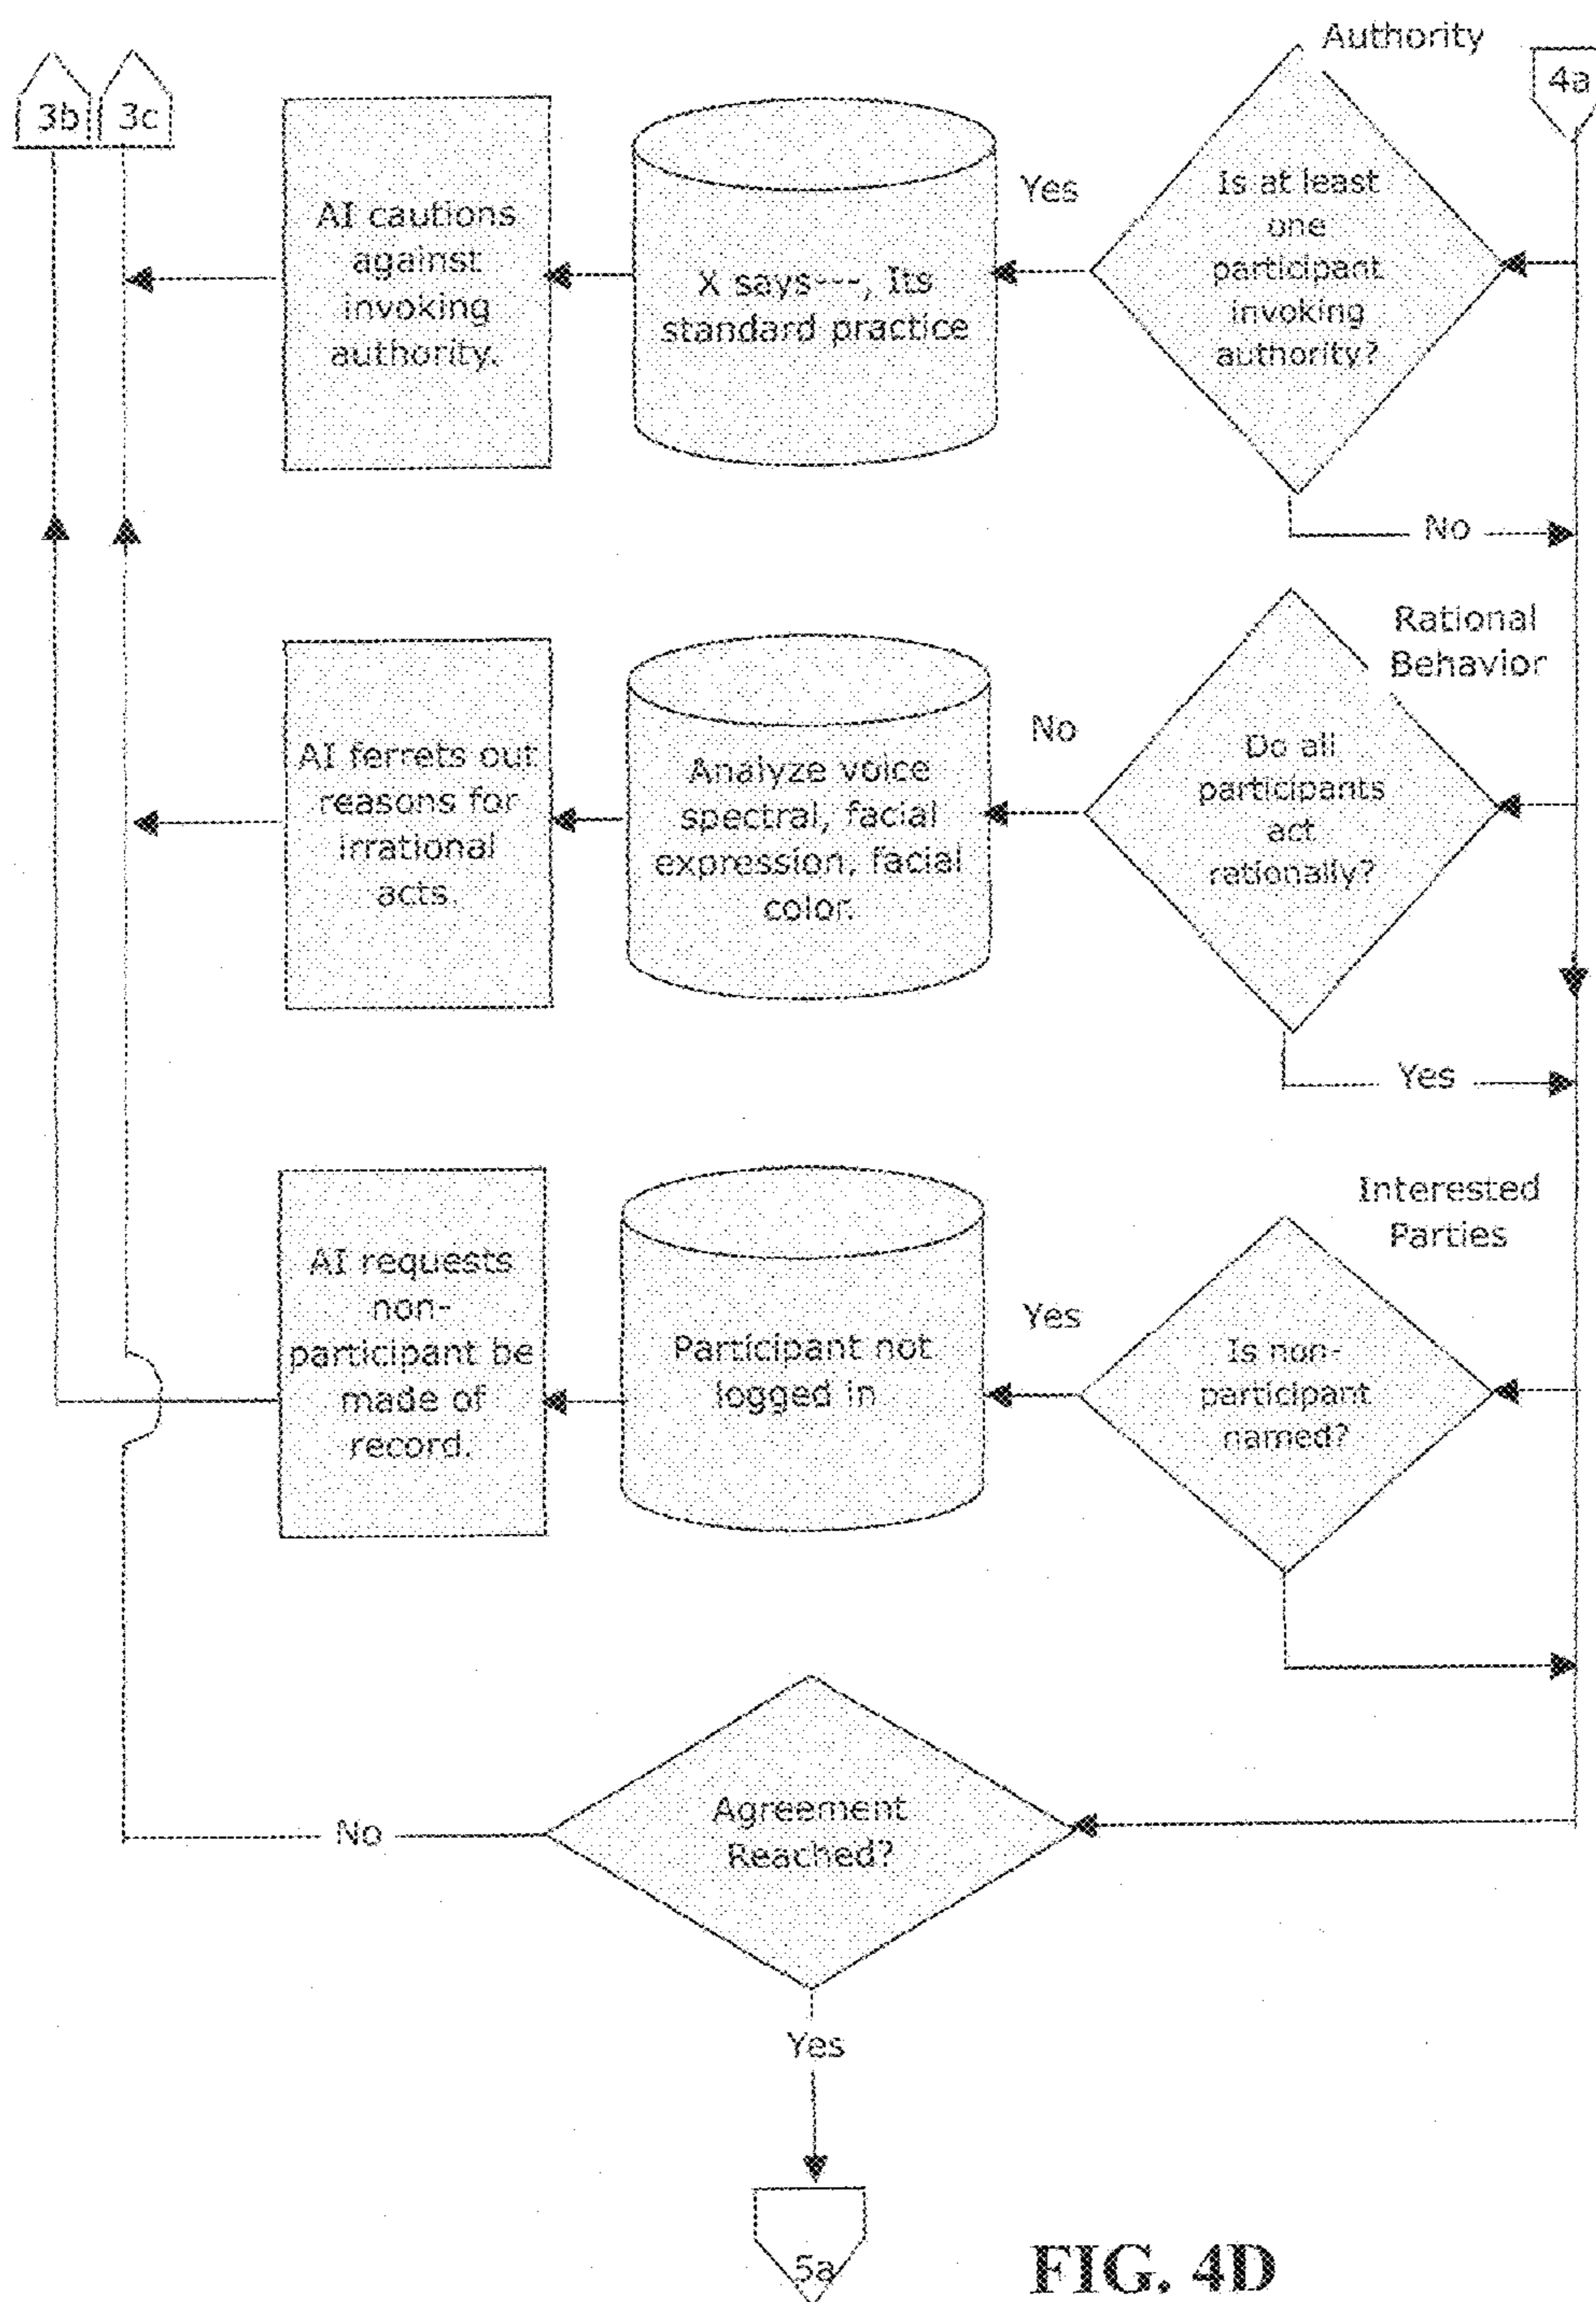 Authority
3b
3c
4a
AI cautions
against
invoking
authority.
X says---, Its
standard practice
Yes
Is at least
one
participant
invoking
authority?
No
Rational
Behavior
AI ferrets out
reasons for
irrational
acts.
Analyze voice
spectral, facial
expression, facial
color.
No
Do all
participants
act
rationally?
Yes
Interested
Parties
AI requests
non-
participant be
made of
record.
Participant not
logged in
Yes
Is non-
participant
named?
Agreement
Reached?
No
Yes
5a
FIG. 4D